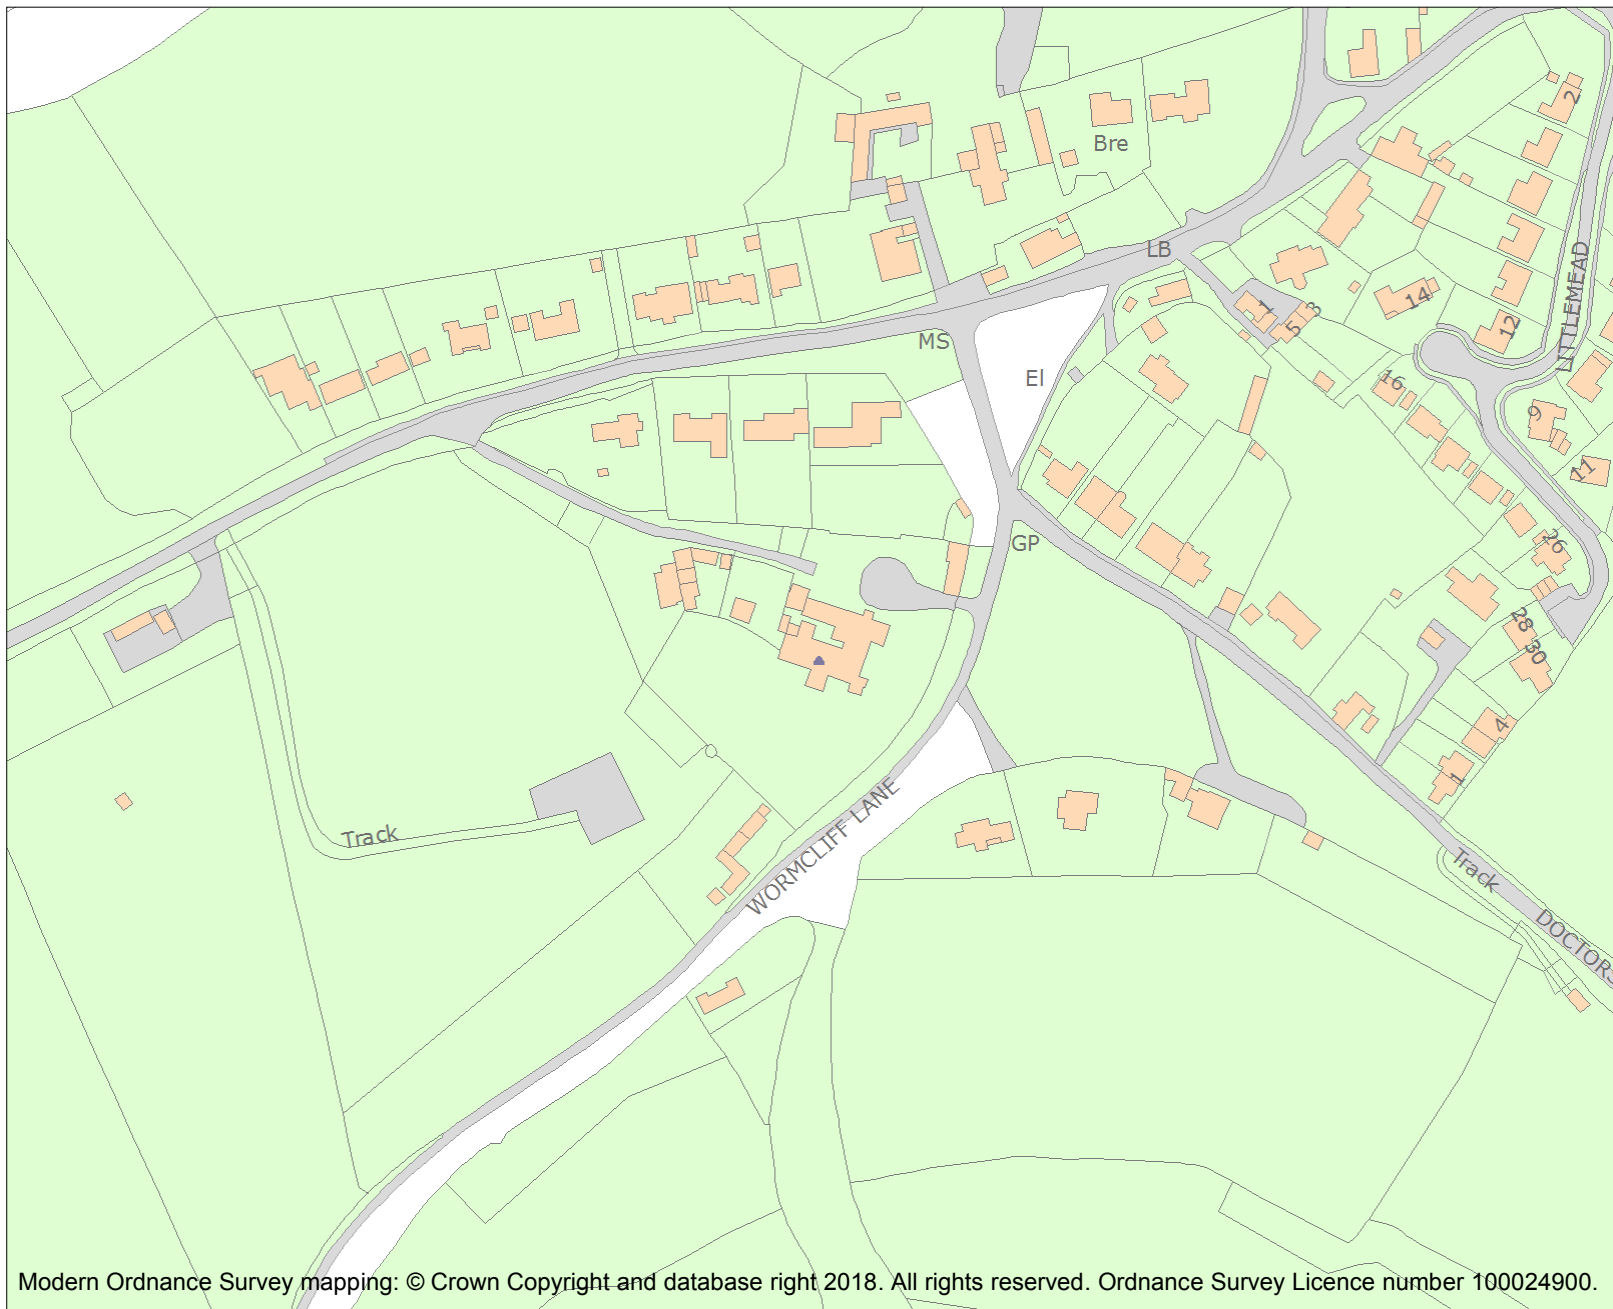 2
Bre
LB
LITTLEMEAD
1
3
5
14
12
MS
El
16
9
11
GP
26
28
30
4
1
Track
WORMCLIFF LANE
Track
DOCTORS
Modern Ordnance Survey mapping: © Crown Copyright and database right 2018. All rights reserved. Ordnance Survey Licence number 100024900.